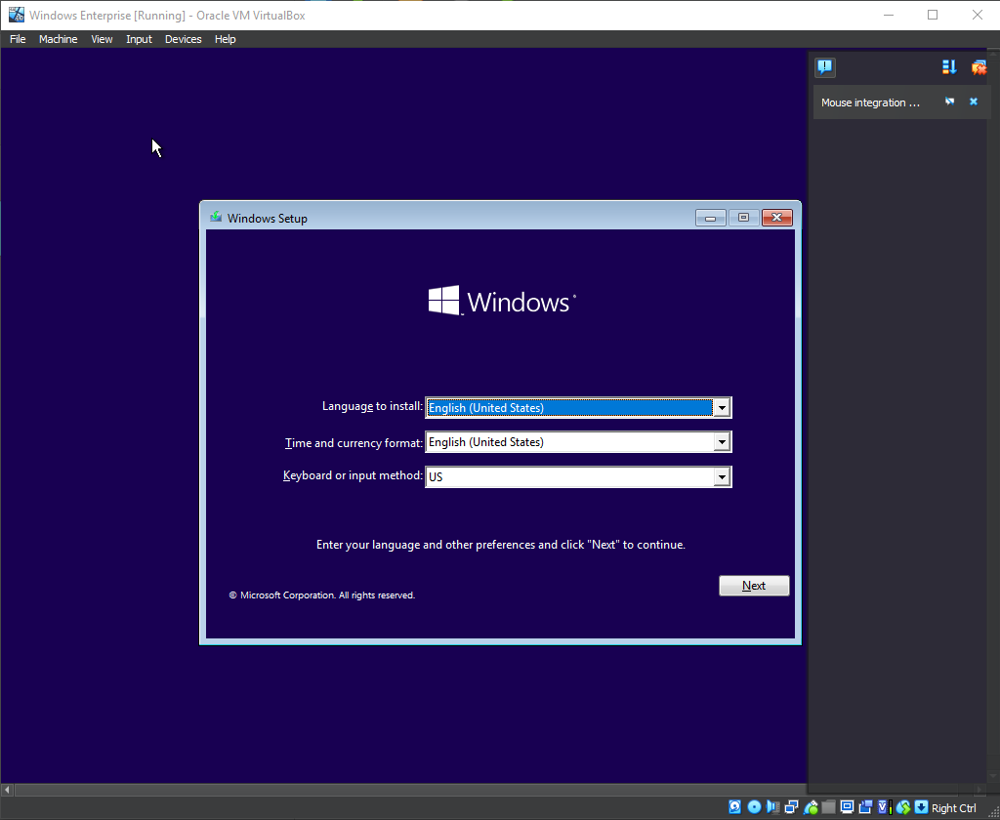 Windows Enterprise [Running] - Oracle VM VirtualBox
File Machine View Input Devices Help
Mouse integration ...
Windows Setup
Windows
Language to install: English (United States)
Time and currency format: English (United States)
Keyboard or input method: US
Enter your language and other preferences and click "Next" to continue.
Next
© Microsoft Corporation. All rights reserved.
Right Ctrl